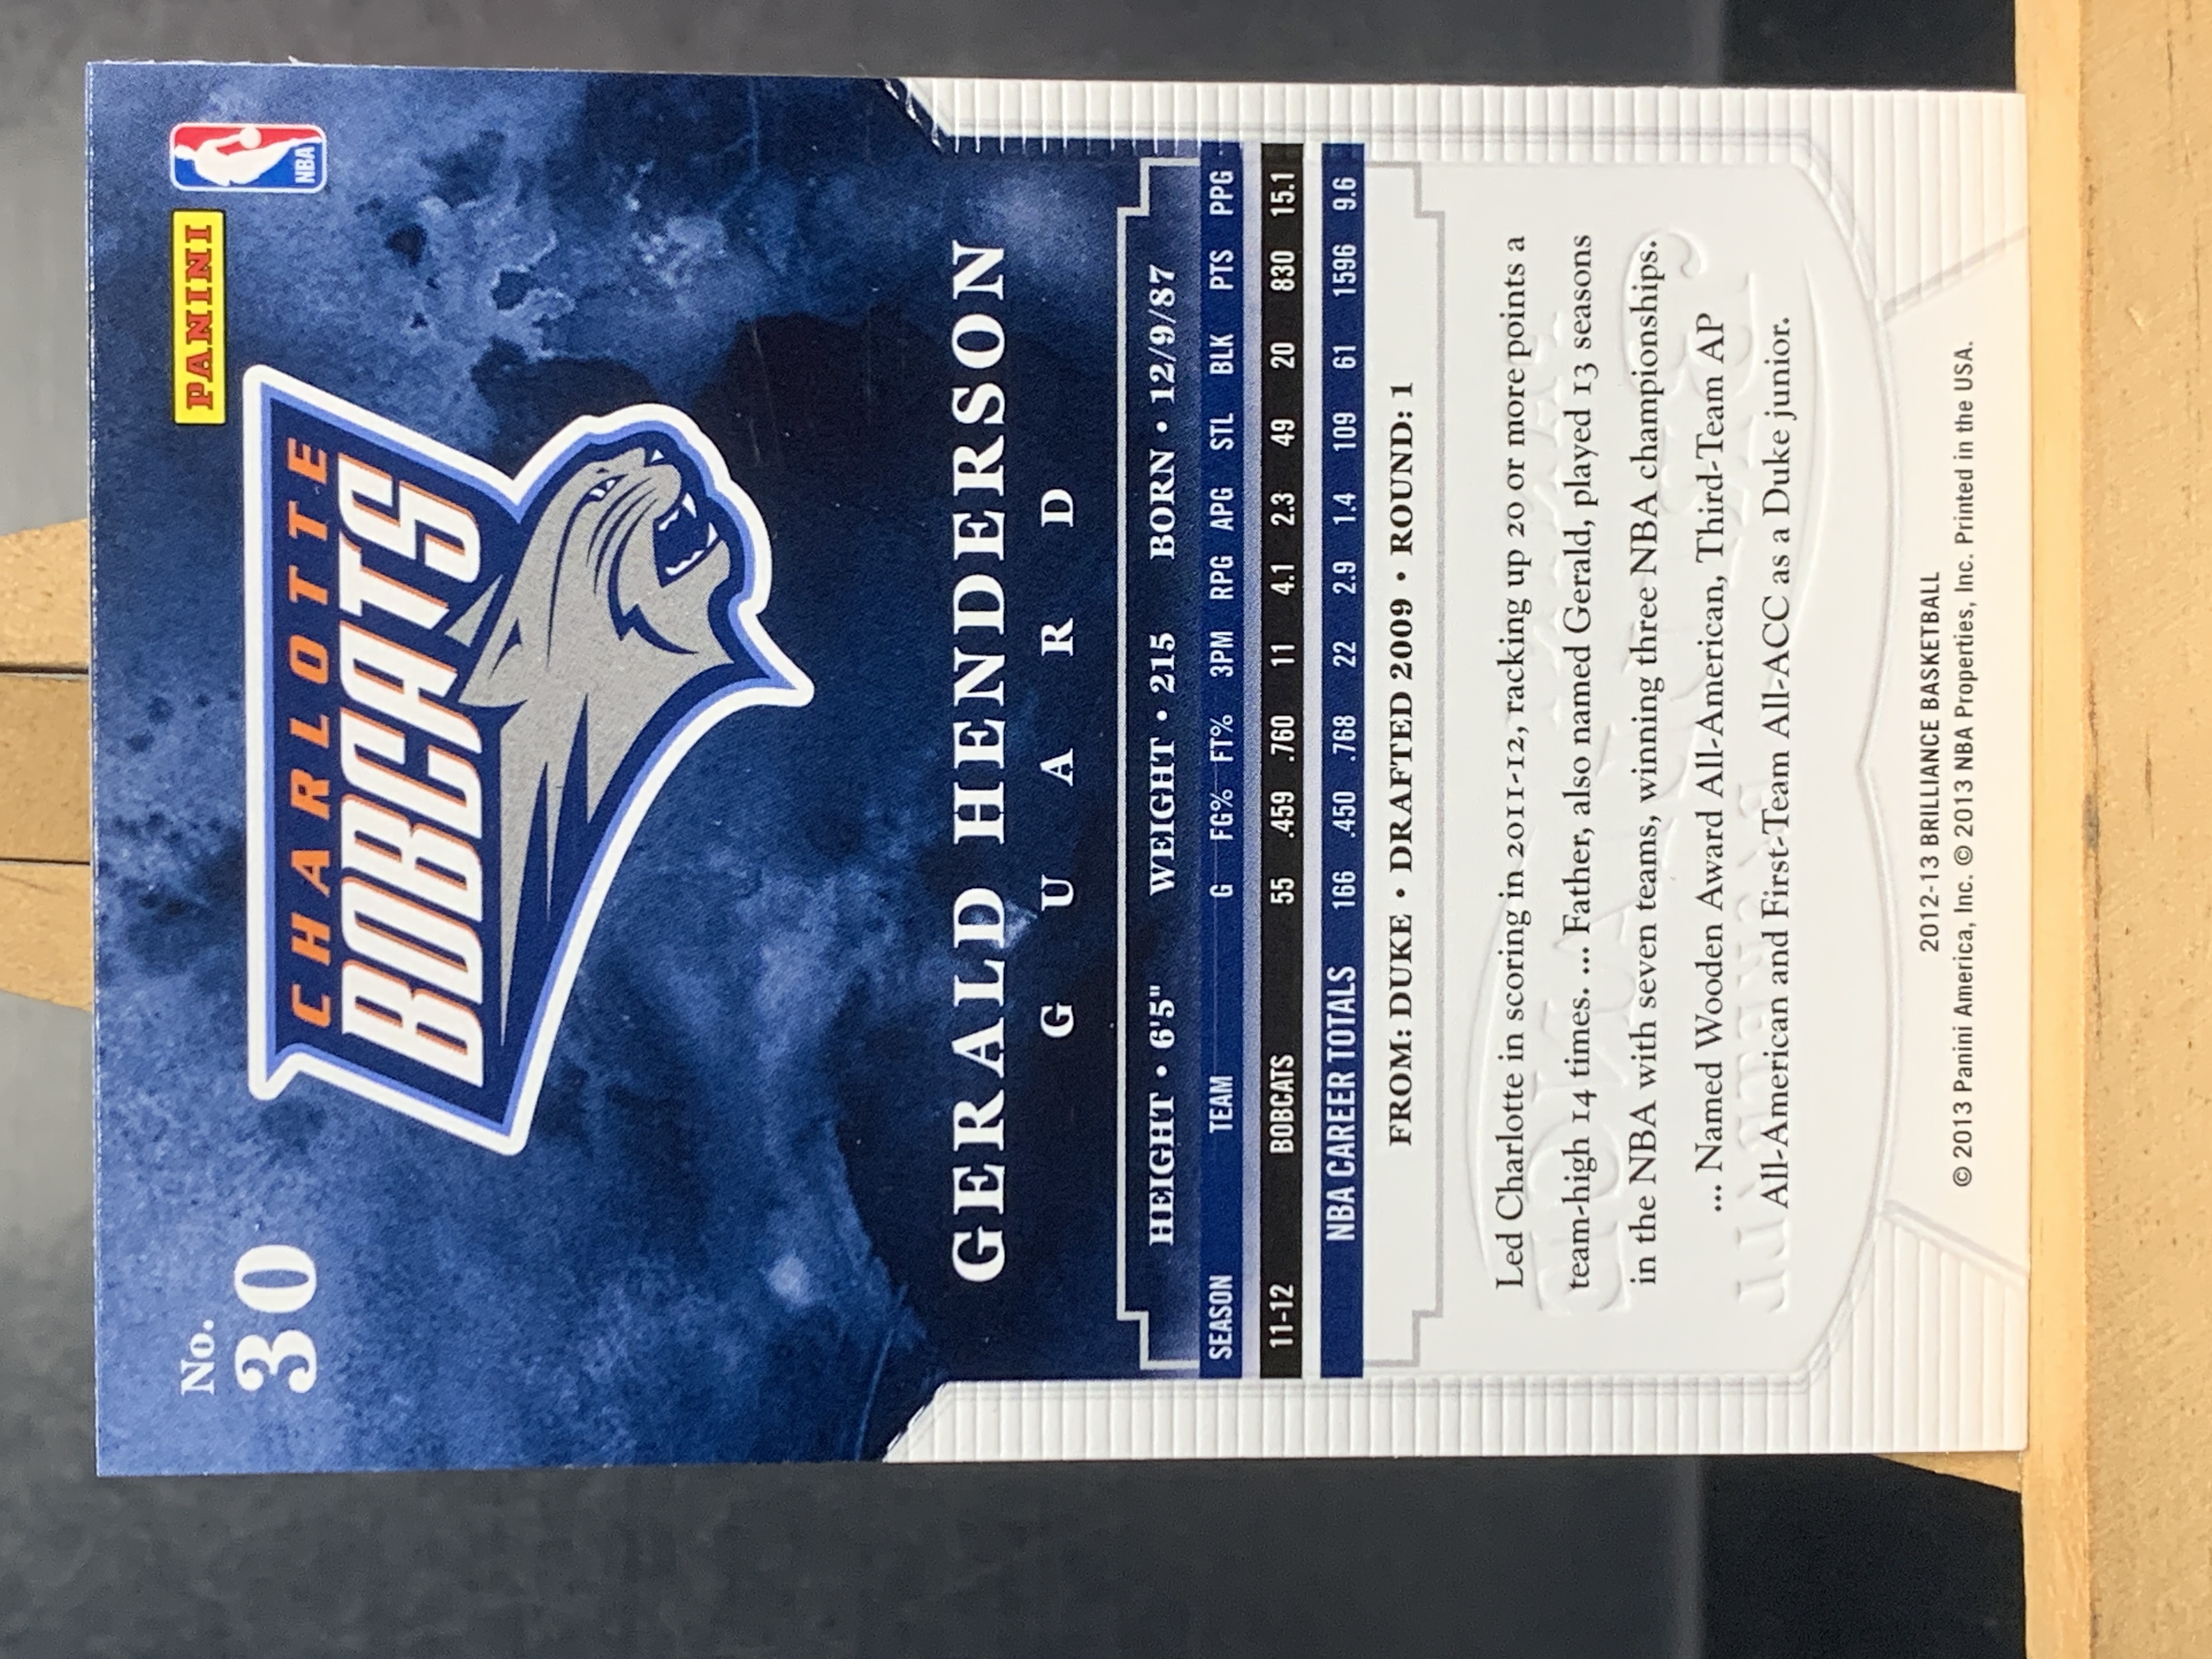 No.
30
PANINI
NBA
CHARLOTTE
BOBCATS
GERALD HENDERSON
GUARD
HEIGHT • 6'5" WEIGHT • 215 BORN • 12/9/87
SEASON TEAM G FG% FT% 3PM RPG APG STL BLK PTS PPG
11-12 BOBCATS 55 .459 .760 11 4.1 2.3 49 20 830 15.1
NBA CAREER TOTALS 166 .450 .768 22 2.9 1.4 109 61 1596 9.6
FROM: DUKE • DRAFTED 2009 • ROUND: 1
Led Charlotte in scoring in 2011-12, racking up 20 or more points a
team-high 14 times. ... Father, also named Gerald, played 13 seasons
in the NBA with seven teams, winning three NBA championships.
... Named Wooden Award All-American, Third-Team AP
All-American and First-Team All-ACC as a Duke junior.
2012-13 BRILLIANCE BASKETBALL
© 2013 Panini America, Inc. © 2013 NBA Properties, Inc. Printed in the USA.